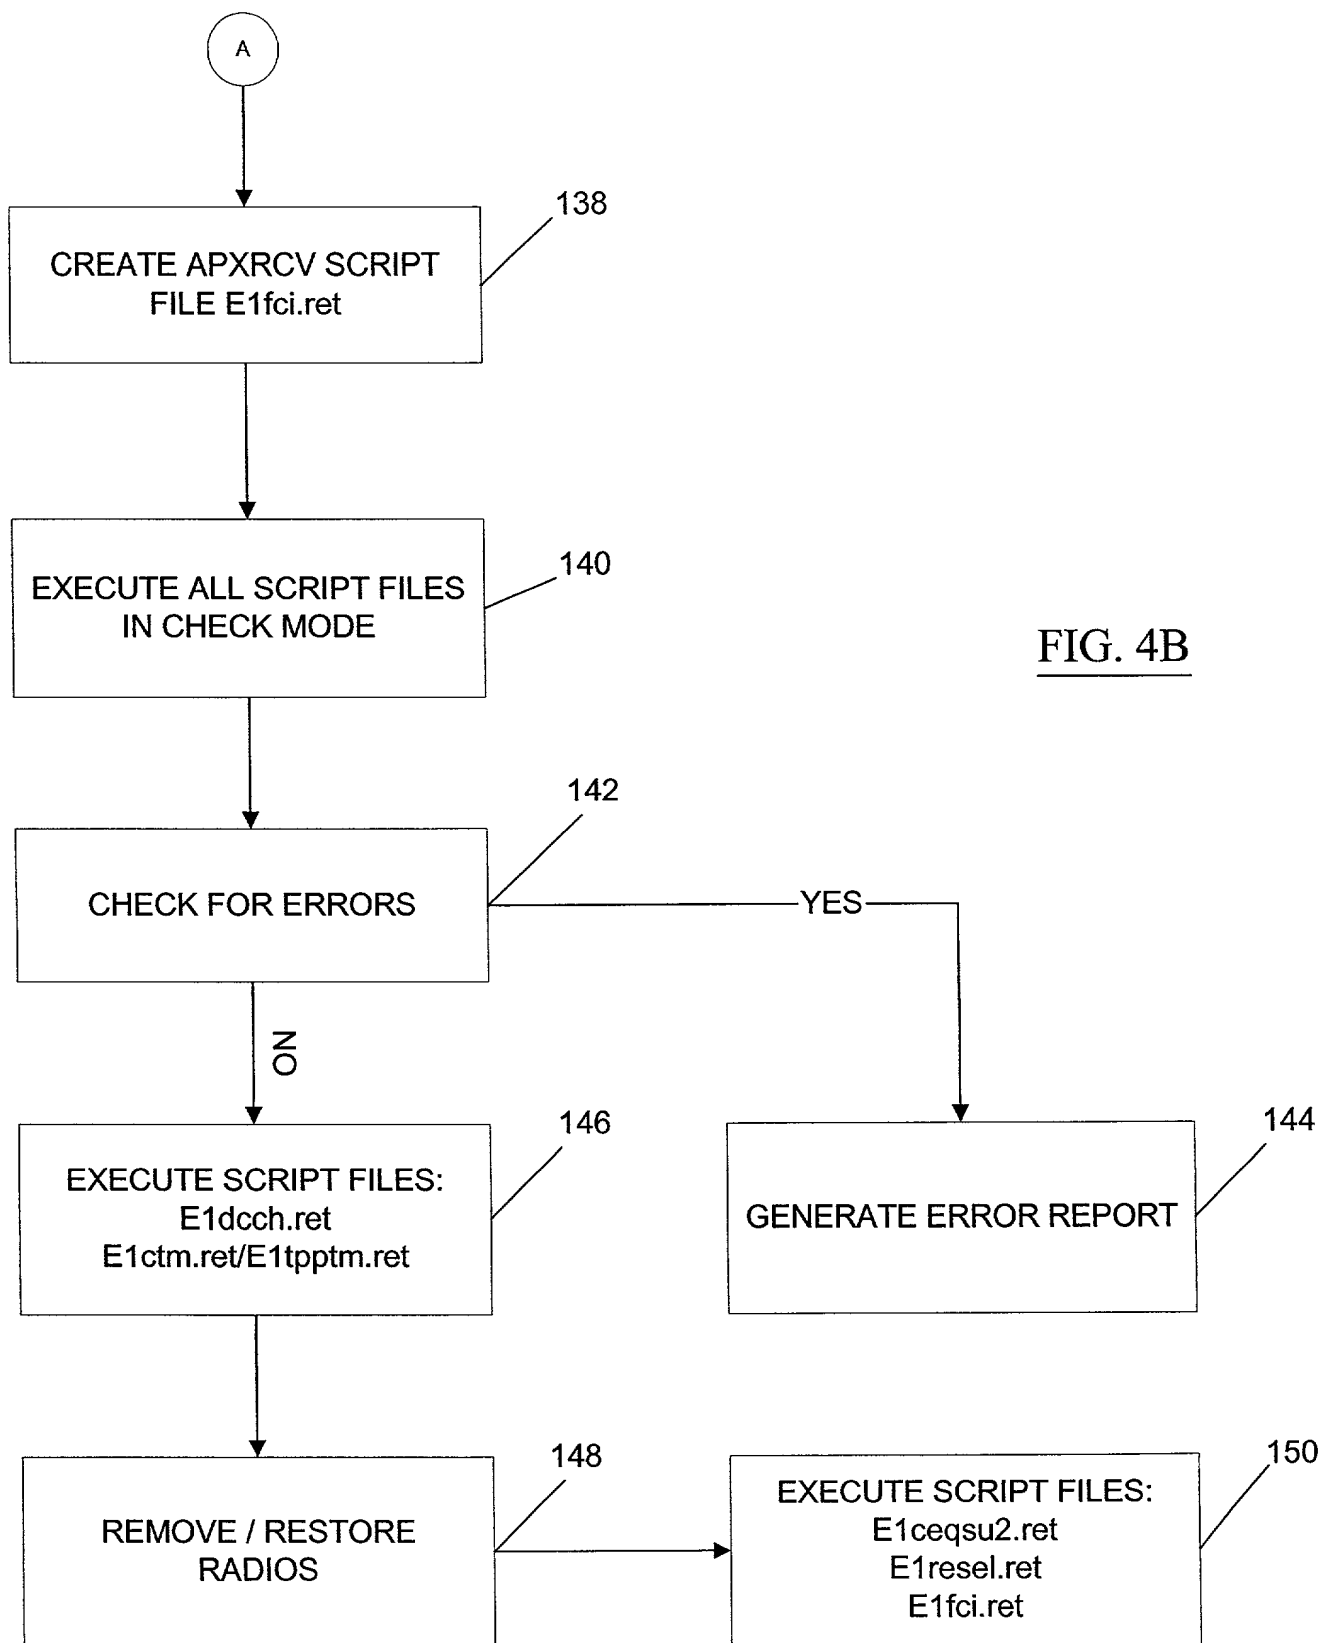 A
138
CREATE APXRCV SCRIPT
FILE E1fci.ret
140
EXECUTE ALL SCRIPT FILES
IN CHECK MODE
FIG. 4B
142
CHECK FOR ERRORS
YES
NO
146
EXECUTE SCRIPT FILES:
E1dcch.ret
E1ctm.ret/E1tpptm.ret
144
GENERATE ERROR REPORT
148
REMOVE / RESTORE
RADIOS
150
EXECUTE SCRIPT FILES:
E1ceqsu2.ret
E1resel.ret
E1fci.ret